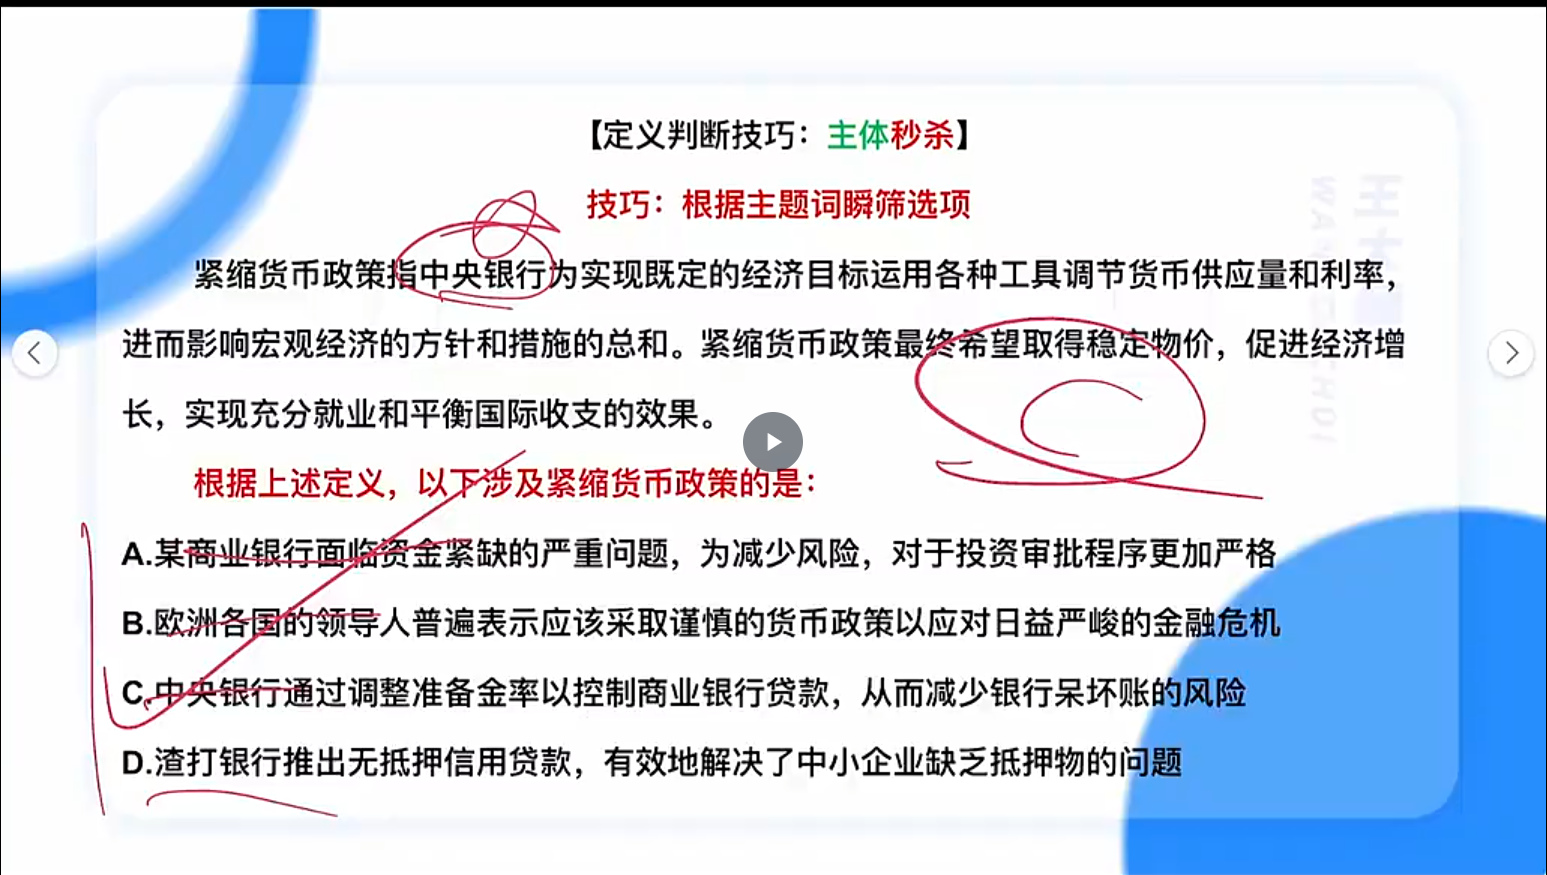 【定义判断技巧：主体秒杀】
技巧：根据主题词瞬筛选项
紧缩货币政策指中央银行为实现既定的经济目标运用各种工具调节货币供应量和利率，
进而影响宏观经济的方针和措施的总和。紧缩货币政策最终希望取得稳定物价，促进经济增
长，实现充分就业和平衡国际收支的效果。
根据上述定义，以下涉及紧缩货币政策的是：
A.某商业银行面临资金紧缺的严重问题，为减少风险，对于投资审批程序更加严格
B.欧洲各国的领导人普遍表示应该采取谨慎的货币政策以应对日益严峻的金融危机
C.中央银行通过调整准备金率以控制商业银行贷款，从而减少银行呆坏账的风险
D.渣打银行推出无抵押信用贷款，有效地解决了中小企业缺乏抵押物的问题